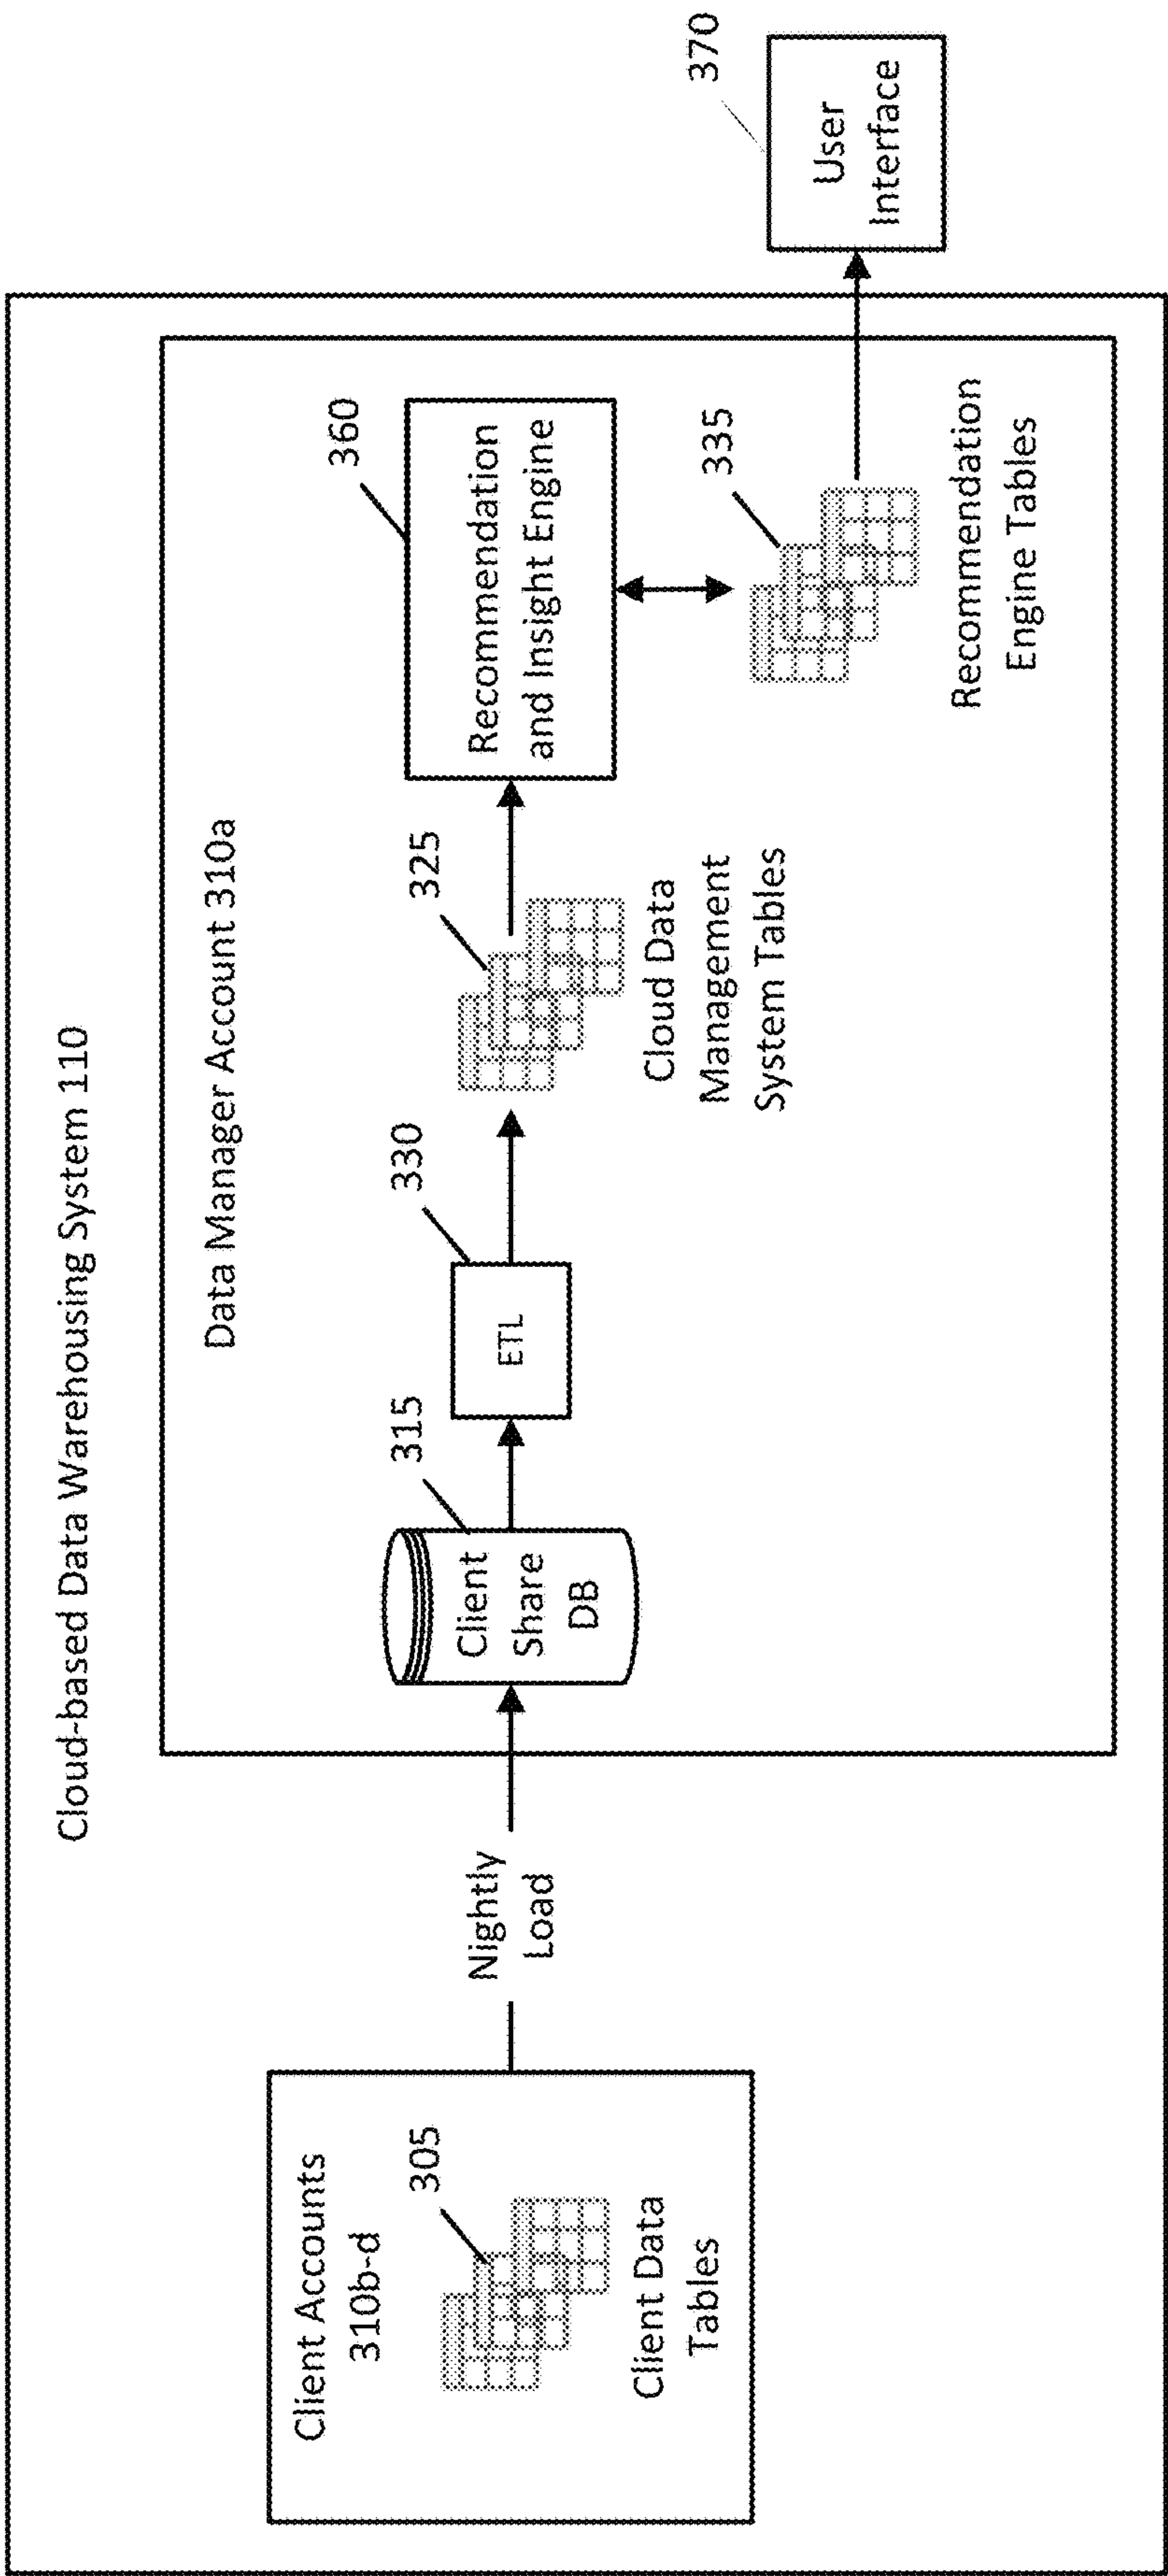 Cloud-based Data Warehousing System 110
Client Accounts
310b-d
305
Client Data
Tables
Nightly
Load
Data Manager Account 310a
315
Client
Share
DB
330
ETL
325
Cloud Data
Management
System Tables
360
Recommendation
and Insight Engine
335
Recommendation
Engine Tables
370
User
Interface